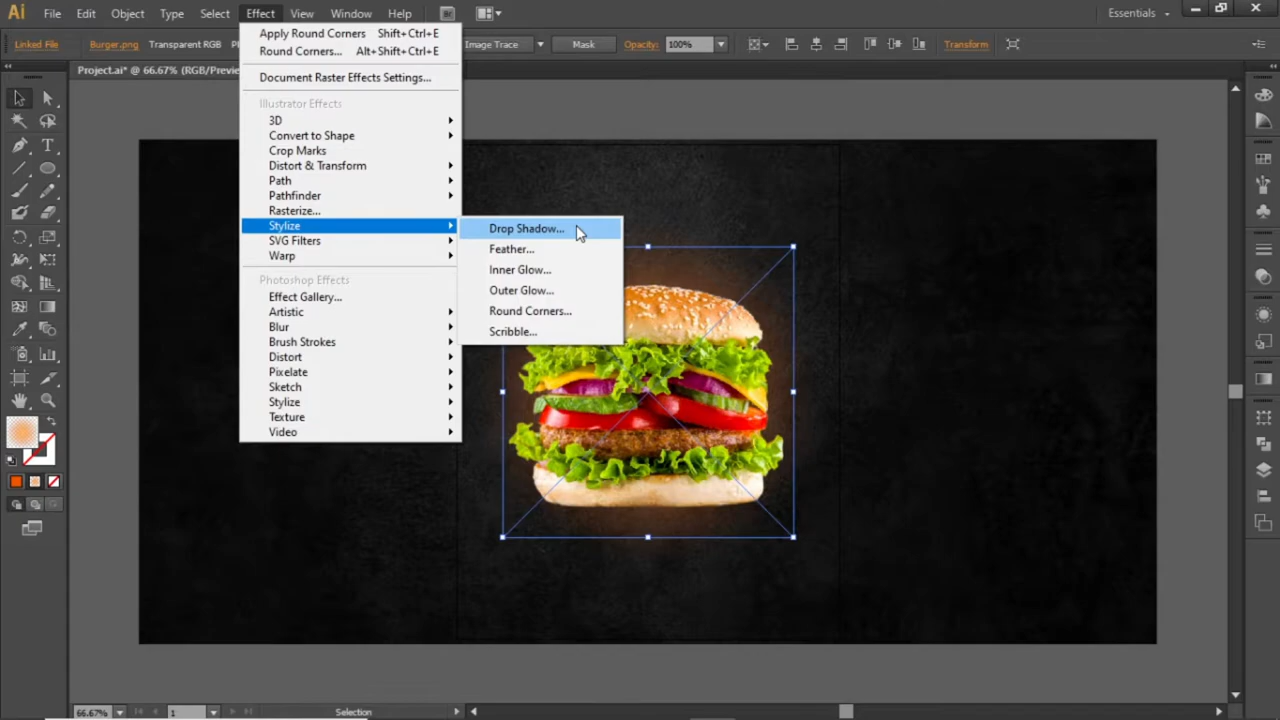 Ai File Edit Object Type Select Effect View Window Help Br Essentials
Linked File Burger.png Transparent RGB Image Trace Mask Opacity: 100% Transform
Project.ai* @ 66.67% (RGB/Preview
Apply Round Corners Shift+Ctrl+E
Round Corners... Alt+Shift+Ctrl+E
Document Raster Effects Settings...
Illustrator Effects
3D
Convert to Shape
Crop Marks
Distort & Transform
Path
Pathfinder
Rasterize...
Stylize
SVG Filters
Warp
Drop Shadow...
Feather...
Inner Glow...
Outer Glow...
Round Corners...
Scribble...
Photoshop Effects
Effect Gallery...
Artistic
Blur
Brush Strokes
Distort
Pixelate
Sketch
Stylize
Texture
Video
66.67% 1 Selection